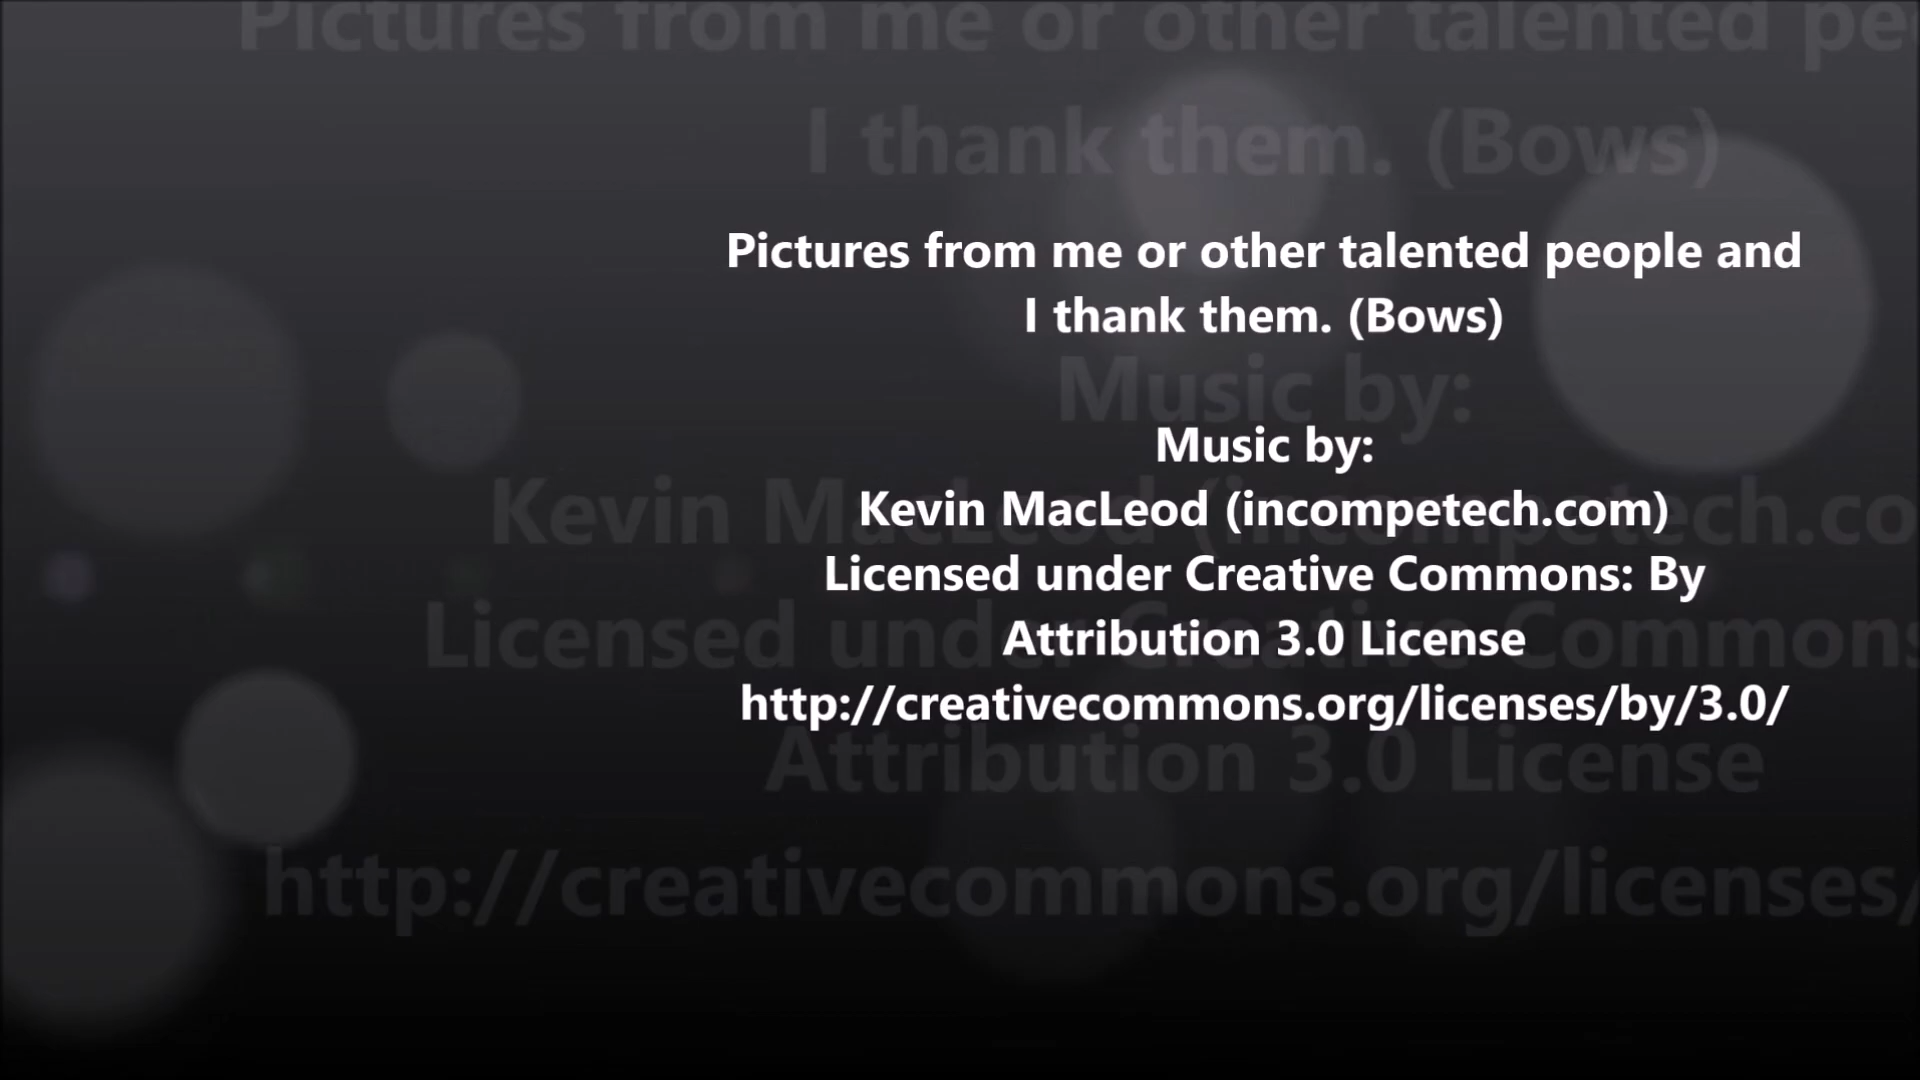 Pictures from me or other talented people and
I thank them. (Bows)
Music by:
Kevin MacLeod (incompetech.com)
Licensed under Creative Commons: By
Attribution 3.0 License
http://creativecommons.org/licenses/by/3.0/